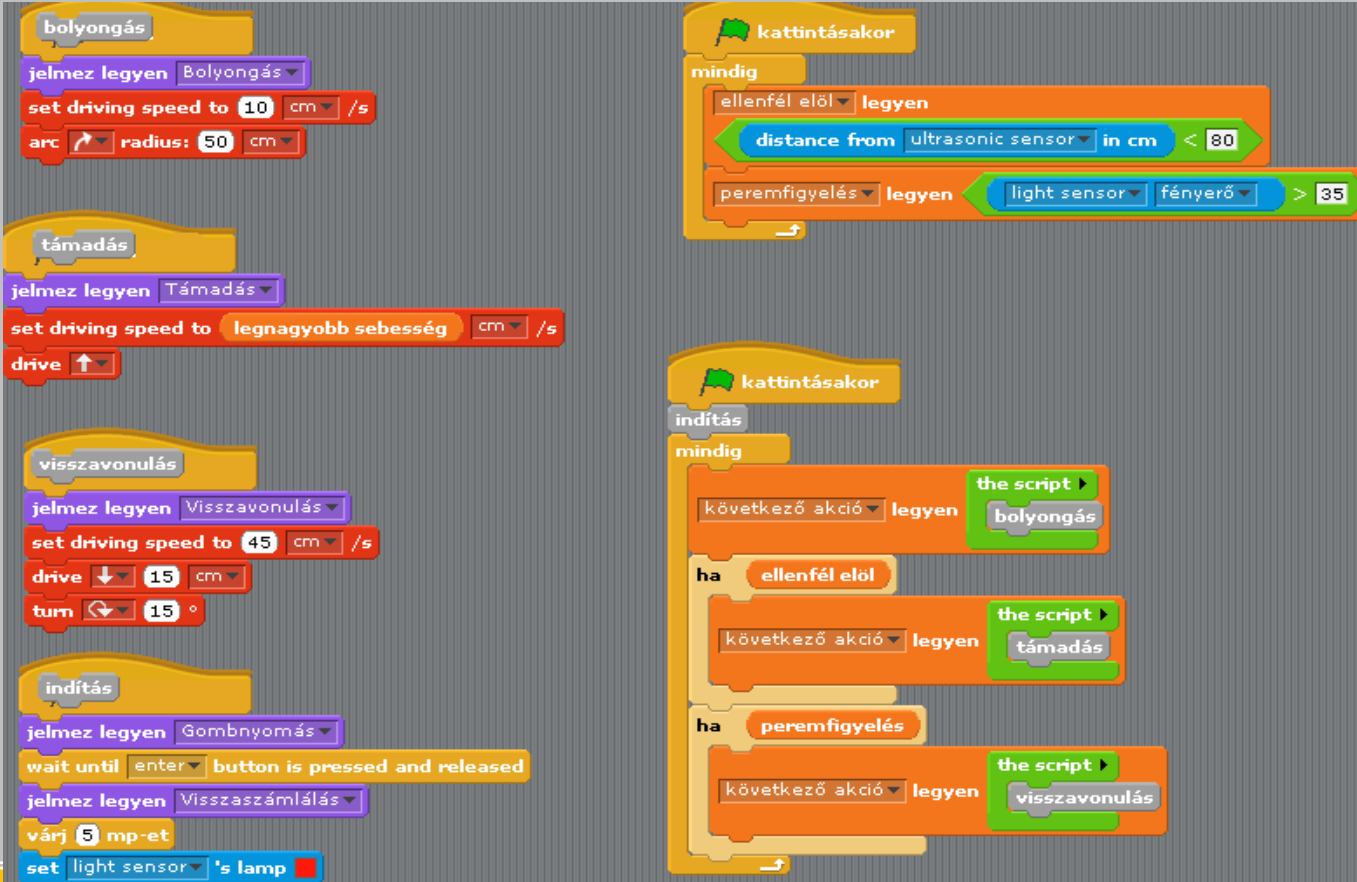 bolyongás
jelmez legyen Bolyongás
set driving speed to 10 cm /s
arc radius: 50 cm
támadás
jelmez legyen Támadás
set driving speed to legnagyobb sebesség cm /s
drive
visszavonulás
jelmez legyen Visszavonulás
set driving speed to 45 cm /s
drive 15 cm
turn 15 °
indítás
jelmez legyen Gombnyomás
wait until enter button is pressed and released
jelmez legyen Visszaszámlálás
várj 5 mp-et
set light sensor 's lamp
kattintásakor
mindig
ellenfél elöl legyen
distance from ultrasonic sensor in cm < 80
peremfigyelés legyen light sensor fényerő > 35
kattintásakor
indítás
mindig
következő akció legyen the script bolyongás
ha ellenfél elöl
következő akció legyen the script támadás
ha peremfigyelés
következő akció legyen the script visszavonulás